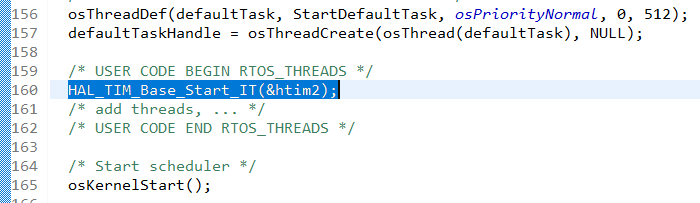 156 osThreadDef(defaultTask, StartDefaultTask, osPriorityNormal, 0, 512);
157 defaultTaskHandle = osThreadCreate(osThread(defaultTask), NULL);
158
159 /* USER CODE BEGIN RTOS_THREADS */
160 HAL_TIM_Base_Start_IT(&htim2);
161 /* add threads, ... */
162 /* USER CODE END RTOS_THREADS */
163
164 /* Start scheduler */
165 osKernelStart();